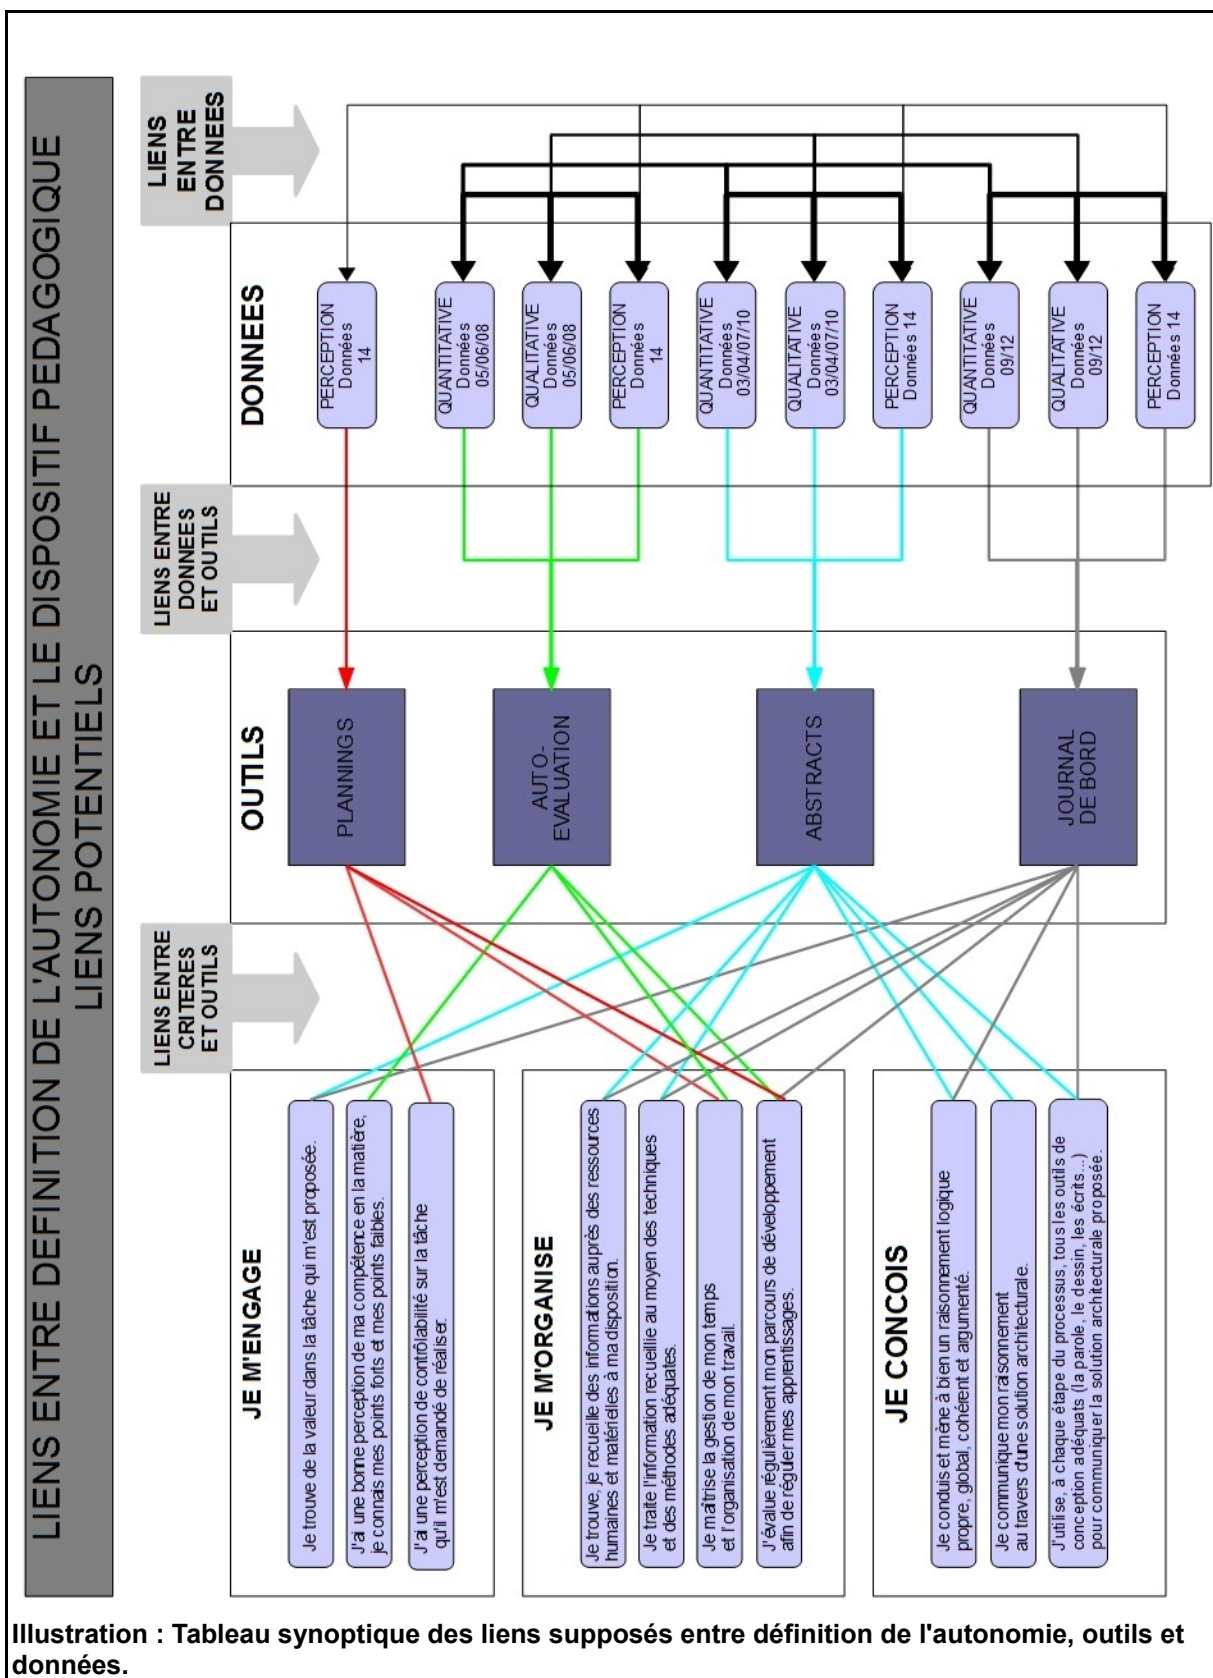 LIENS ENTRE DEFINITION DE L'AUTONOMIE ET LE DISPOSITIF PEDAGOGIQUE
LIENS POTENTIELS
LIENS ENTRE
CRITERES
ET OUTILS
LIENS ENTRE
DONNEES
ET OUTILS
LIENS
ENTRE
DONNEES
JE M'ENGAGE
Je trouve de la valeur dans la tâche qui m'est proposée.
J'ai une bonne perception de ma compétence en la matière,
je connais mes points forts et mes points faibles.
J'ai une perception de contrôlabilité sur la tâche
qu'il m'est demandé de réaliser.
JE M'ORGANISE
Je trouve, je recueille des informations auprès des ressources
humaines et matérielles à ma disposition.
Je traite l'information recueillie au moyen des techniques
et des méthodes adéquates.
Je maîtrise la gestion de mon temps
et l'organisation de mon travail.
J'évalue régulièrement mon parcours de développement
afin de réguler mes apprentissages.
JE CONCOIS
Je conduis et mène à bien un raisonnement logique
propre, global, cohérent et argumenté.
Je communique mon raisonnement
au travers d'une solution architecturale.
J'utilise, à chaque étape du processus, tous les outils de
conception adéquats (la parole, le dessin, les écrits...)
pour communiquer la solution architecturale proposée.
OUTILS
PLANNINGS
AUTO-
EVALUATION
ABSTRACTS
JOURNAL
DE BORD
DONNEES
PERCEPTION
Données
14
QUANTITATIVE
Données
05/06/08
QUALITATIVE
Données
05/06/08
PERCEPTION
Données
14
QUANTITATIVE
Données
03/04/07/10
QUALITATIVE
Données
03/04/07/10
PERCEPTION
Données 14
QUANTITATIVE
Données
09/12
QUALITATIVE
Données
09/12
PERCEPTION
Données 14
Illustration : Tableau synoptique des liens supposés entre définition de l'autonomie, outils et
données.